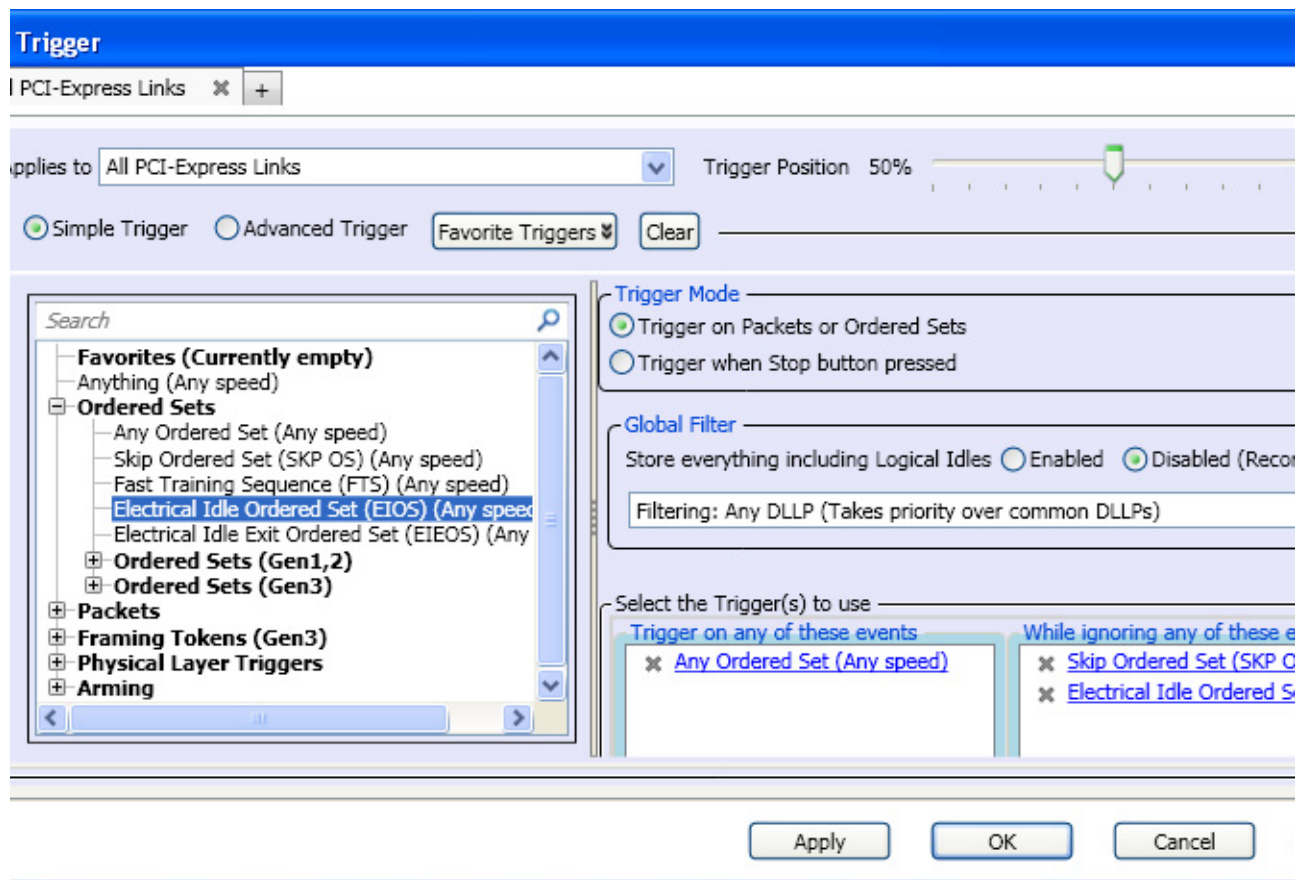 Trigger
PCI-Express Links
+
Applies to All PCI-Express Links Trigger Position 50%
Simple Trigger Advanced Trigger Favorite Triggers Clear
Search
Favorites (Currently empty)
Anything (Any speed)
Ordered Sets
Any Ordered Set (Any speed)
Skip Ordered Set (SKP OS) (Any speed)
Fast Training Sequence (FTS) (Any speed)
Electrical Idle Ordered Set (EIOS) (Any speed
Electrical Idle Exit Ordered Set (EIEOS) (Any
Ordered Sets (Gen1,2)
Ordered Sets (Gen3)
Packets
Framing Tokens (Gen3)
Physical Layer Triggers
Arming
Trigger Mode
Trigger on Packets or Ordered Sets
Trigger when Stop button pressed
Global Filter
Store everything including Logical Idles Enabled Disabled (Recor
Filtering: Any DLLP (Takes priority over common DLLPs)
Select the Trigger(s) to use
Trigger on any of these events
Any Ordered Set (Any speed)
While ignoring any of these e
Skip Ordered Set (SKP O
Electrical Idle Ordered S
Apply OK Cancel